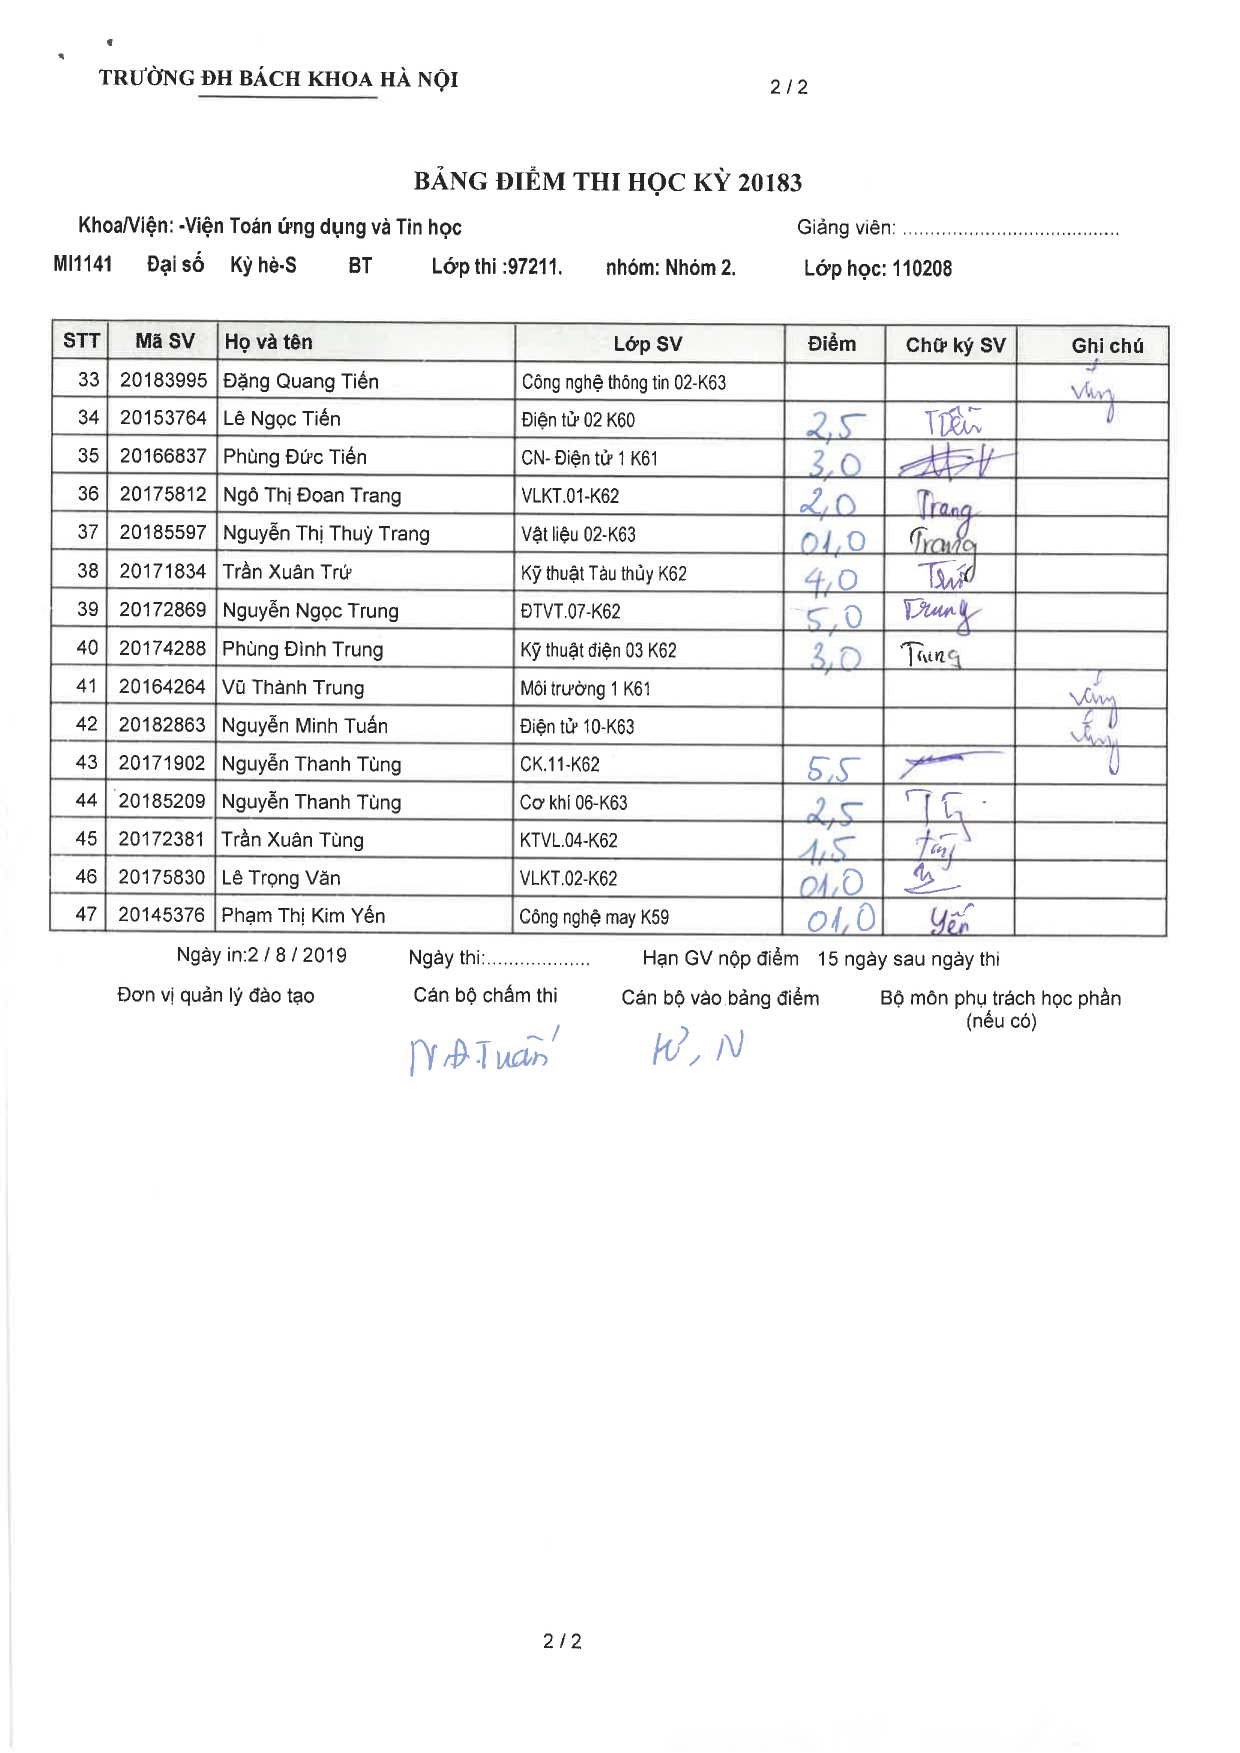 TRƯỜNG ĐH BÁCH KHOA HÀ NỘI
2 / 2
BẢNG ĐIỂM THI HỌC KỲ 20183
Khoa/Viện: -Viện Toán ứng dụng và Tin học Giảng viên: ........................................
MI1141 Đại số Kỳ hè-S BT Lớp thi :97211. nhóm: Nhóm 2. Lớp học: 110208
STT Mã SV Họ và tên Lớp SV Điểm Chữ ký SV Ghi chú
33 20183995 Đặng Quang Tiến Công nghệ thông tin 02-K63 vắng
34 20153764 Lê Ngọc Tiến Điện tử 02 K60 2,5 Tiến
35 20166837 Phùng Đức Tiến CN- Điện tử 1 K61 3,0
36 20175812 Ngô Thị Đoan Trang VLKT.01-K62 2,0 Trang
37 20185597 Nguyễn Thị Thuỳ Trang Vật liệu 02-K63 01,0 Trang
38 20171834 Trần Xuân Trứ Kỹ thuật Tàu thủy K62 4,0 Trứ
39 20172869 Nguyễn Ngọc Trung ĐTVT.07-K62 5,0 Trung
40 20174288 Phùng Đình Trung Kỹ thuật điện 03 K62 3,0 Trung
41 20164264 Vũ Thành Trung Môi trường 1 K61 vắng
42 20182863 Nguyễn Minh Tuấn Điện tử 10-K63 vắng
43 20171902 Nguyễn Thanh Tùng CK.11-K62 5,5
44 20185209 Nguyễn Thanh Tùng Cơ khí 06-K63 2,5
45 20172381 Trần Xuân Tùng KTVL.04-K62 1,5 Tùng
46 20175830 Lê Trọng Văn VLKT.02-K62 01,0
47 20145376 Phạm Thị Kim Yến Công nghệ may K59 01,0 Yến
Ngày in:2 / 8 / 2019 Ngày thi:................... Hạn GV nộp điểm 15 ngày sau ngày thi
Đơn vị quản lý đào tạo Cán bộ chấm thi Cán bộ vào bảng điểm Bộ môn phụ trách học phần
(nếu có)
N.Đ.Tuấn
2 / 2